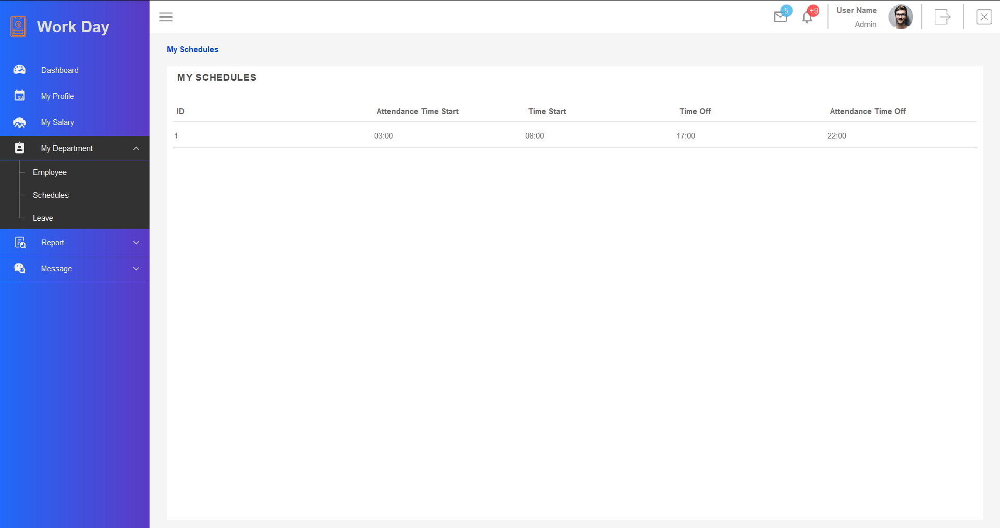 Work Day
Dashboard
My Profile
My Salary
My Department
Employee
Schedules
Leave
Report
Message
5
+9
User Name
Admin
My Schedules
MY SCHEDULES
ID Attendance Time Start Time Start Time Off Attendance Time Off
1 03:00 08:00 17:00 22:00